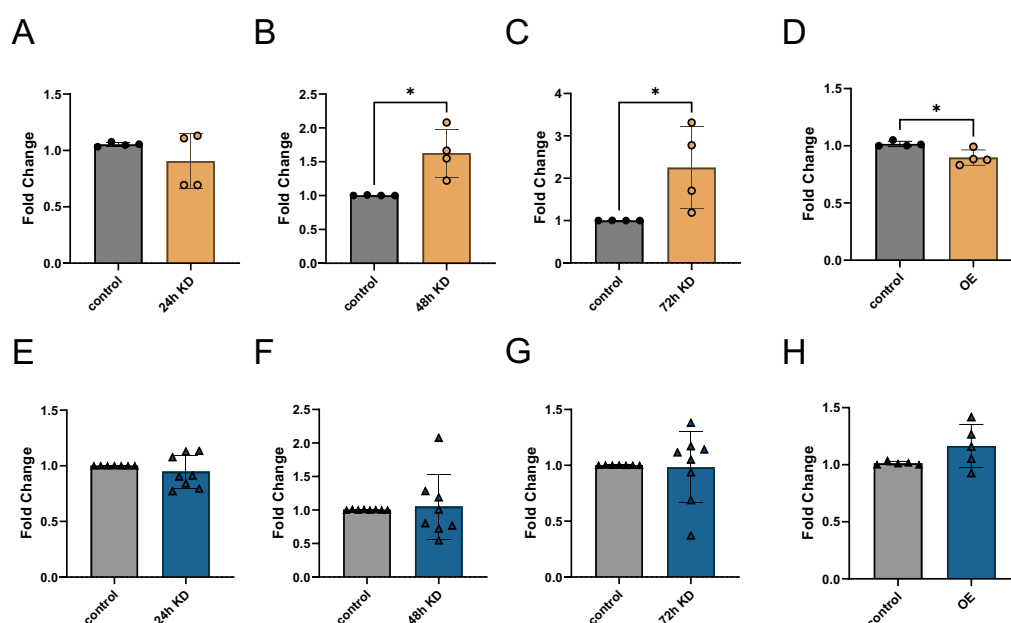 A B C D
Fold Change
1.5
1.0
0.5
0.0
control 24h KD
Fold Change
2.5
2.0
1.5
1.0
0.5
0.0
*
control 48h KD
Fold Change
4
3
2
1
0
*
control 72h KD
Fold Change
1.5
1.0
0.5
0.0
*
control OE
E F G H
Fold Change
1.5
1.0
0.5
0.0
control 24h KD
Fold Change
2.5
2.0
1.5
1.0
0.5
0.0
control 48h KD
Fold Change
1.5
1.0
0.5
0.0
control 72h KD
Fold Change
1.5
1.0
0.5
0.0
control OE